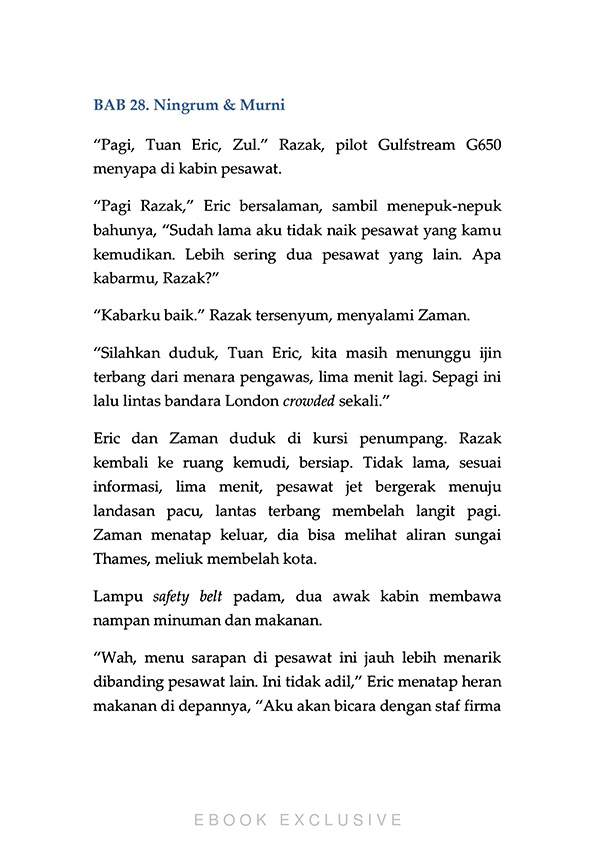 BAB 28. Ningrum & Murni
“Pagi, Tuan Eric, Zul.” Razak, pilot Gulfstream G650
menyapa di kabin pesawat.
“Pagi Razak,” Eric bersalaman, sambil menepuk-nepuk
bahunya, “Sudah lama aku tidak naik pesawat yang kamu
kemudikan. Lebih sering dua pesawat yang lain. Apa
kabarmu, Razak?”
“Kabarku baik.” Razak tersenyum, menyalami Zaman.
“Silahkan duduk, Tuan Eric, kita masih menunggu ijin
terbang dari menara pengawas, lima menit lagi. Sepagi ini
lalu lintas bandara London crowded sekali.”
Eric dan Zaman duduk di kursi penumpang. Razak
kembali ke ruang kemudi, bersiap. Tidak lama, sesuai
informasi, lima menit, pesawat jet bergerak menuju
landasan pacu, lantas terbang membelah langit pagi.
Zaman menatap keluar, dia bisa melihat aliran sungai
Thames, meliuk membelah kota.
Lampu safety belt padam, dua awak kabin membawa
nampan minuman dan makanan.
“Wah, menu sarapan di pesawat ini jauh lebih menarik
dibanding pesawat lain. Ini tidak adil,” Eric menatap heran
makanan di depannya, “Aku akan bicara dengan staf firma
EBOOK EXCLUSIVE